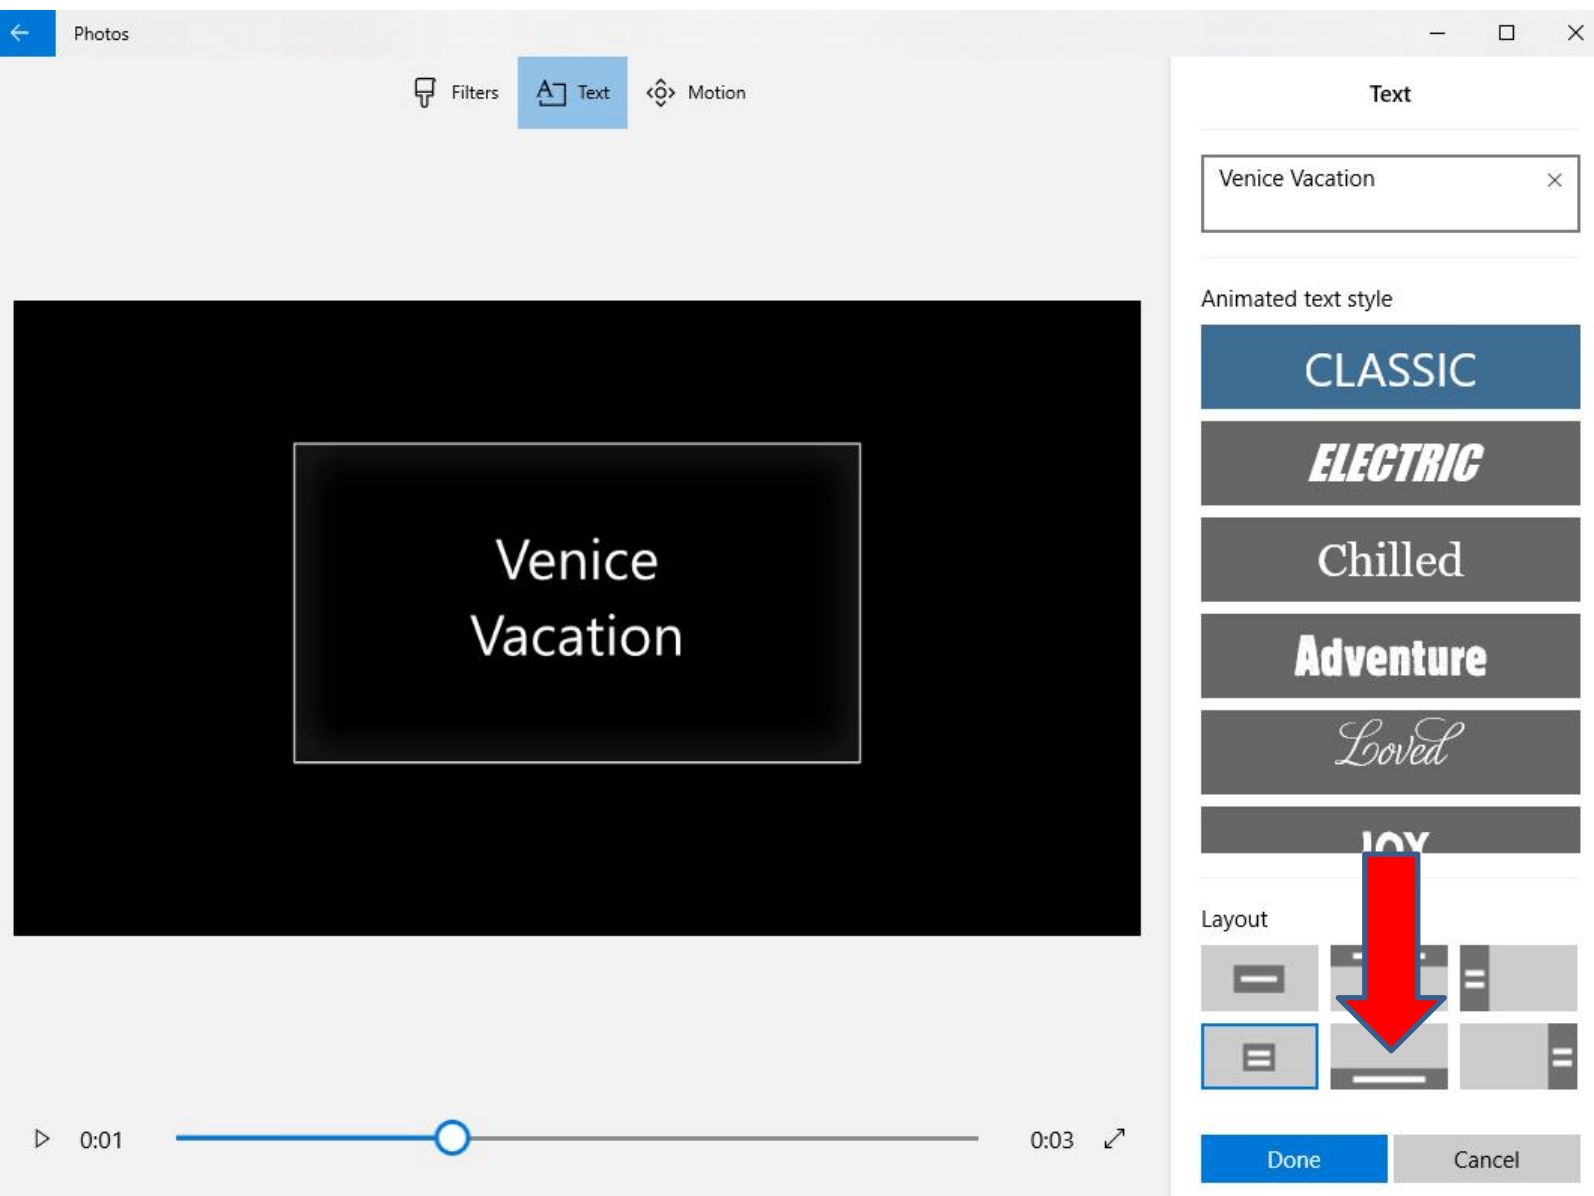 Photos
Filters
Text
Motion
Text
Venice Vacation
Animated text style
CLASSIC
ELECTRIC
Chilled
Adventure
Loved
JOY
Venice
Vacation
Layout
0:01
0:03
Done
Cancel